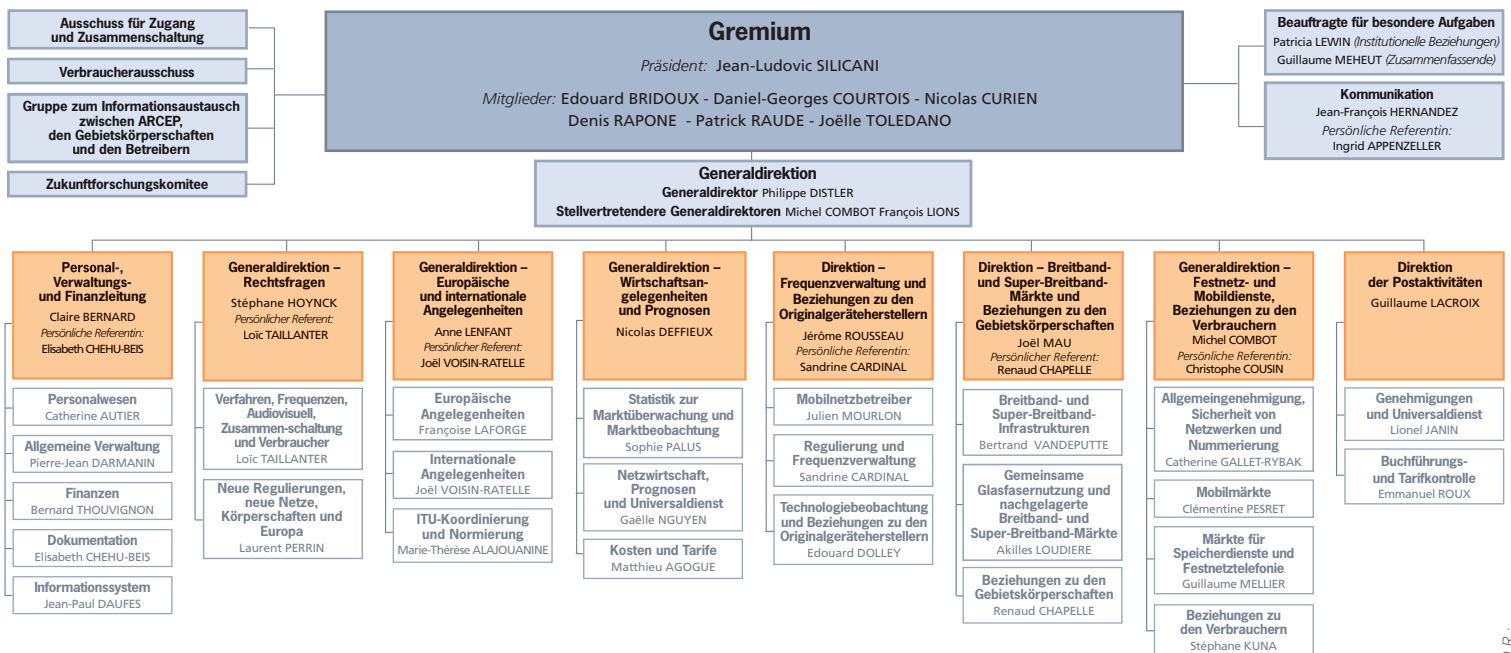 Ausschuss für Zugang
und Zusammenschaltung
Verbraucherausschuss
Gruppe zum Informationsaustausch
zwischen ARCEP,
den Gebietskörperschaften
und den Betreibern
Zukunftforschungskomitee
Gremium
Präsident: Jean-Ludovic SILICANI
Mitglieder: Edouard BRIDOUX - Daniel-Georges COURTOIS - Nicolas CURIEN
Denis RAPONE - Patrick RAUDE - Joëlle TOLEDANO
Beauftragte für besondere Aufgaben
Patricia LEWIN (Institutionelle Beziehungen)
Guillaume MEHEUT (Zusammenfassende)
Kommunikation
Jean-François HERNANDEZ
Persönliche Referentin:
Ingrid APPENZELLER
Generaldirektion
Generaldirektor Philippe DISTLER
Stellvertretendere Generaldirektoren Michel COMBOT François LIONS
Personal-,
Verwaltungs-
und Finanzleitung
Claire BERNARD
Persönliche Referentin:
Elisabeth CHEHU-BEIS
Personalwesen
Catherine AUTIER
Allgemeine Verwaltung
Pierre-Jean DARMANIN
Finanzen
Bernard THOUVIGNON
Dokumentation
Elisabeth CHEHU-BEIS
Informationssystem
Jean-Paul DAUFES
Generaldirektion –
Rechtsfragen
Stéphane HOYNCK
Persönlicher Referent:
Loïc TAILLANTER
Verfahren, Frequenzen,
Audiovisuell,
Zusammen-schaltung
und Verbraucher
Loïc TAILLANTER
Neue Regulierungen,
neue Netze,
Körperschaften und
Europa
Laurent PERRIN
Generaldirektion –
Europäische
und internationale
Angelegenheiten
Anne LENFANT
Persönlicher Referent:
Joël VOISIN-RATELLE
Europäische
Angelegenheiten
Françoise LAFORGE
Internationale
Angelegenheiten
Joël VOISIN-RATELLE
ITU-Koordinierung
und Normierung
Marie-Thérèse ALAJOUANINE
Generaldirektion –
Wirtschaftsan-
gelegenheiten
und Prognosen
Nicolas DEFFIEUX
Statistik zur
Marktüberwachung und
Marktbeobachtung
Sophie PALUS
Netzwirtschaft,
Prognosen
und Universaldienst
Gaëlle NGUYEN
Kosten und Tarife
Matthieu AGOGUE
Direktion –
Frequenzverwaltung und
Beziehungen zu den
Originalgeräteherstellern
Jérôme ROUSSEAU
Persönliche Referentin:
Sandrine CARDINAL
Mobilnetzbetreiber
Julien MOURLON
Regulierung und
Frequenzverwaltung
Sandrine CARDINAL
Technologiebeobachtung
und Beziehungen zu den
Originalgeräteherstellern
Edouard DOLLEY
Direktion – Breitband-
und Super-Breitband-
Märkte und
Beziehungen zu den
Gebietskörperschaften
Joël MAU
Persönlicher Referent:
Renaud CHAPELLE
Breitband- und
Super-Breitband-
Infrastrukturen
Bertrand VANDEPUTTE
Gemeinsame
Glasfasernutzung und
nachgelagerte
Breitband- und
Super-Breitband-Märkte
Akilles LOUDIERE
Beziehungen zu den
Gebietskörperschaften
Renaud CHAPELLE
Generaldirektion –
Festnetz- und
Mobildienste,
Beziehungen zu den
Verbrauchern
Michel COMBOT
Persönliche Referentin:
Christophe COUSIN
Allgemeingenehmigung,
Sicherheit von
Netzwerken und
Nummerierung
Catherine GALLET-RYBAK
Mobilmärkte
Clémentine PESRET
Märkte für
Speicherdienste und
Festnetztelefonie
Guillaume MELLIER
Beziehungen zu
den Verbrauchern
Stéphane KUNA
Direktion
der Postaktivitäten
Guillaume LACROIX
Genehmigungen
und Universaldienst
Lionel JANIN
Buchführungs-
und Tarifkontrolle
Emmanuel ROUX